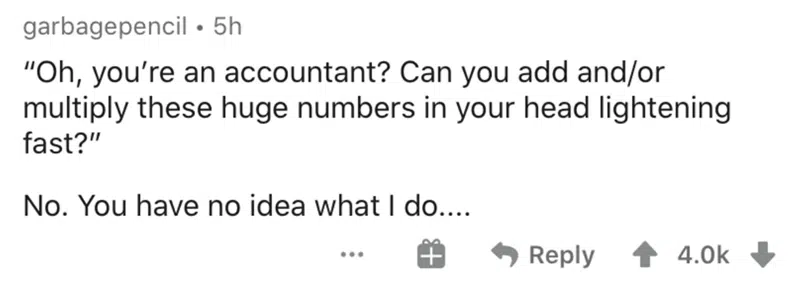 garbagepencil • 5h
“Oh, you’re an accountant? Can you add and/or
multiply these huge numbers in your head lightening
fast?”
No. You have no idea what I do....
Reply 4.0k